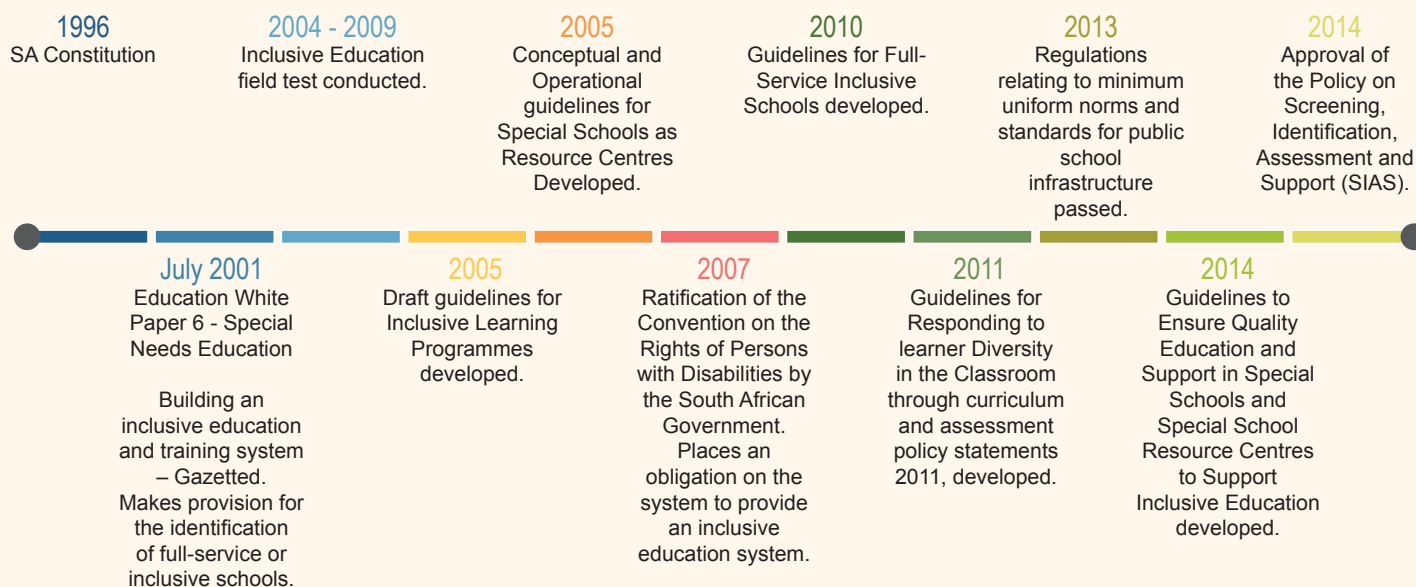 1996
SA Constitution
2004 - 2009
Inclusive Education
field test conducted.
2005
Conceptual and
Operational
guidelines for
Special Schools as
Resource Centres
Developed.
2010
Guidelines for Full-
Service Inclusive
Schools developed.
2013
Regulations
relating to minimum
uniform norms and
standards for public
school
infrastructure
passed.
2014
Approval of
the Policy on
Screening,
Identification,
Assessment and
Support (SIAS).
July 2001
Education White
Paper 6 - Special
Needs Education
Building an
inclusive education
and training system
– Gazetted.
Makes provision for
the identification
of full-service or
inclusive schools.
2005
Draft guidelines for
Inclusive Learning
Programmes
developed.
2007
Ratification of the
Convention on the
Rights of Persons
with Disabilities by
the South African
Government.
Places an
obligation on the
system to provide
an inclusive
education system.
2011
Guidelines for
Responding to
learner Diversity
in the Classroom
through curriculum
and assessment
policy statements
2011, developed.
2014
Guidelines to
Ensure Quality
Education and
Support in Special
Schools and
Special School
Resource Centres
to Support
Inclusive Education
developed.